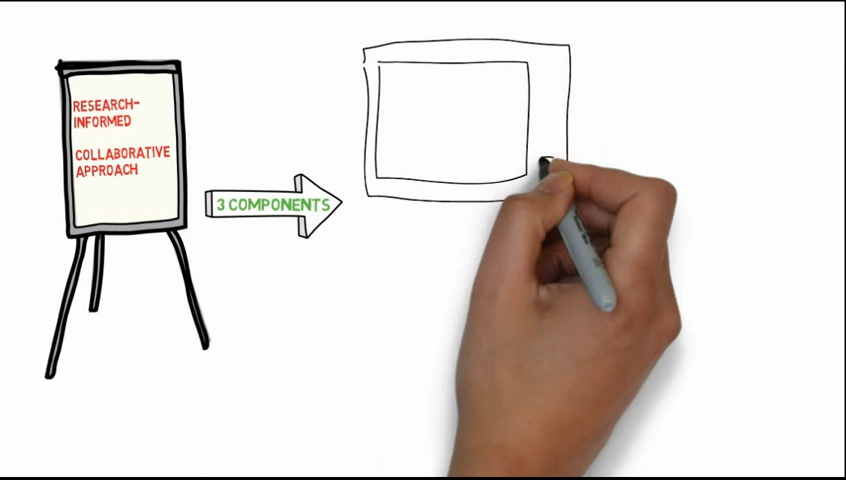 RESEARCH-
INFORMED
COLLABORATIVE
APPROACH
3 COMPONENTS